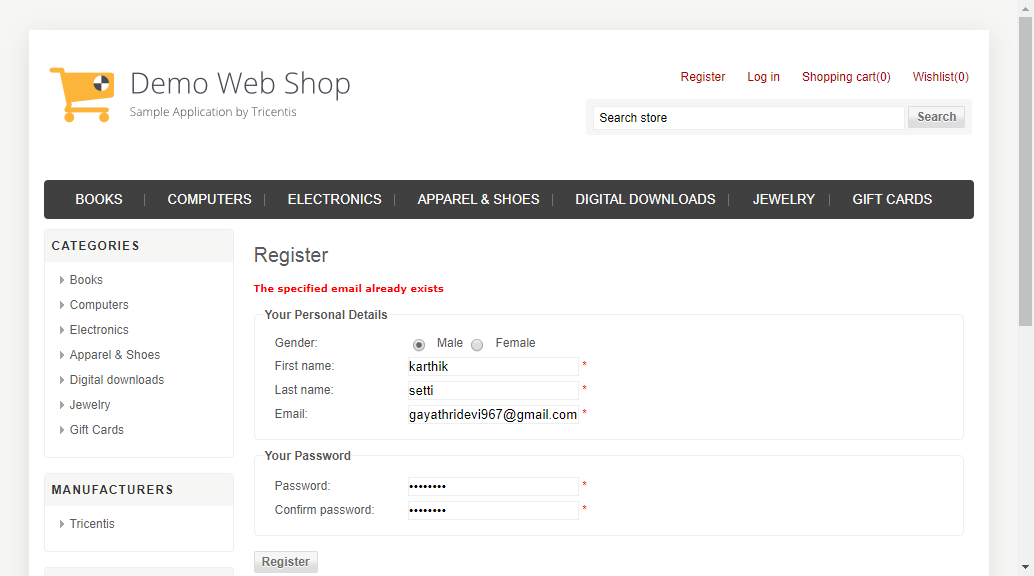 Demo Web Shop
Sample Application by Tricentis
Register Log in Shopping cart(0) Wishlist(0)
Search store Search
BOOKS COMPUTERS ELECTRONICS APPAREL & SHOES DIGITAL DOWNLOADS JEWELRY GIFT CARDS
CATEGORIES
Books
Computers
Electronics
Apparel & Shoes
Digital downloads
Jewelry
Gift Cards
MANUFACTURERS
Tricentis
Register
The specified email already exists
Your Personal Details
Gender: Male Female
First name: karthik *
Last name: setti *
Email: gayathridevi967@gmail.com *
Your Password
Password: •••••••• *
Confirm password: •••••••• *
Register